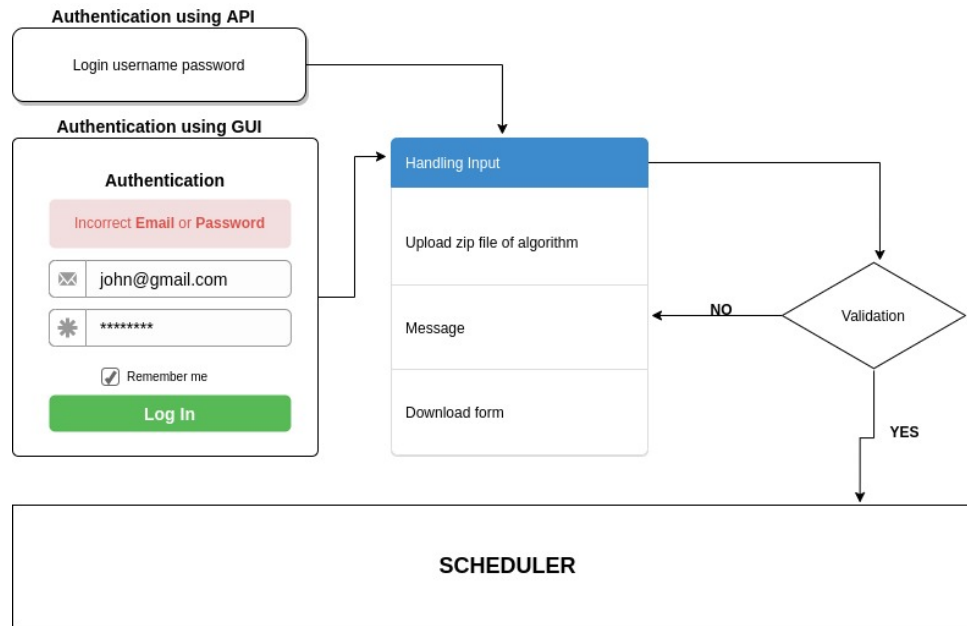 Authentication using API
Login username password
Authentication using GUI
Authentication
Incorrect Email or Password
john@gmail.com
********
Remember me
Log In
Handling Input
Upload zip file of algorithm
Message
Download form
NO
Validation
YES
SCHEDULER